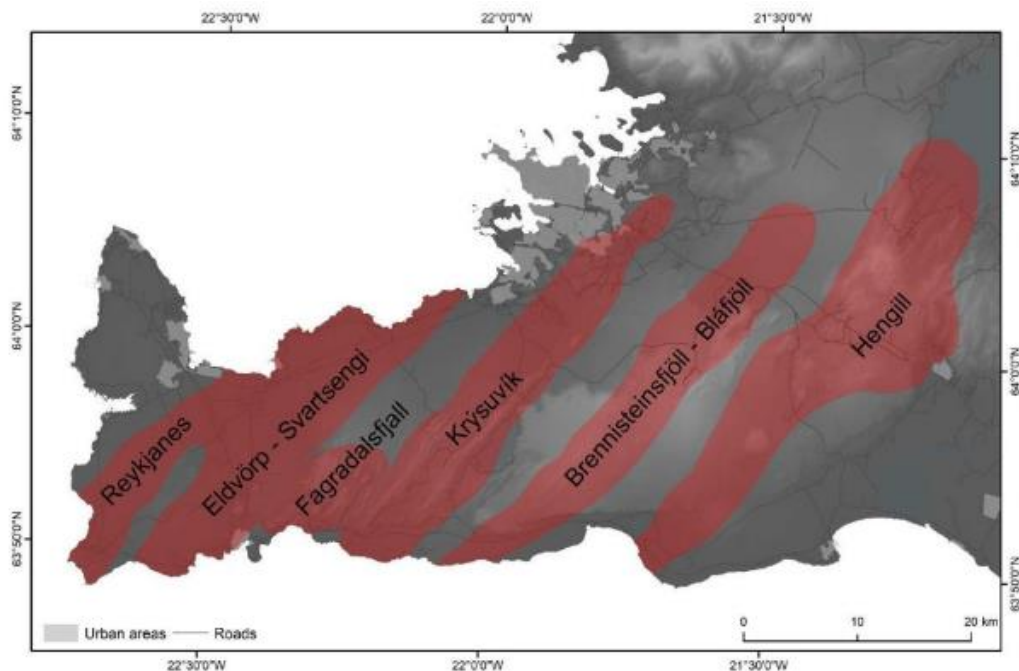 22°30'0"W 22°0'0"W 21°30'0"W
64°10'0"N
64°10'0"N
64°0'0"N
64°0'0"N
63°50'0"N
63°50'0"N
Reykjanes
Eldvörp - Svartsengi
Fagradalsfjall
Krýsuvík
Brennisteinsfjöll - Bláfjöll
Hengill
Urban areas Roads
0 10 20 km
22°30'0"W 22°0'0"W 21°30'0"W